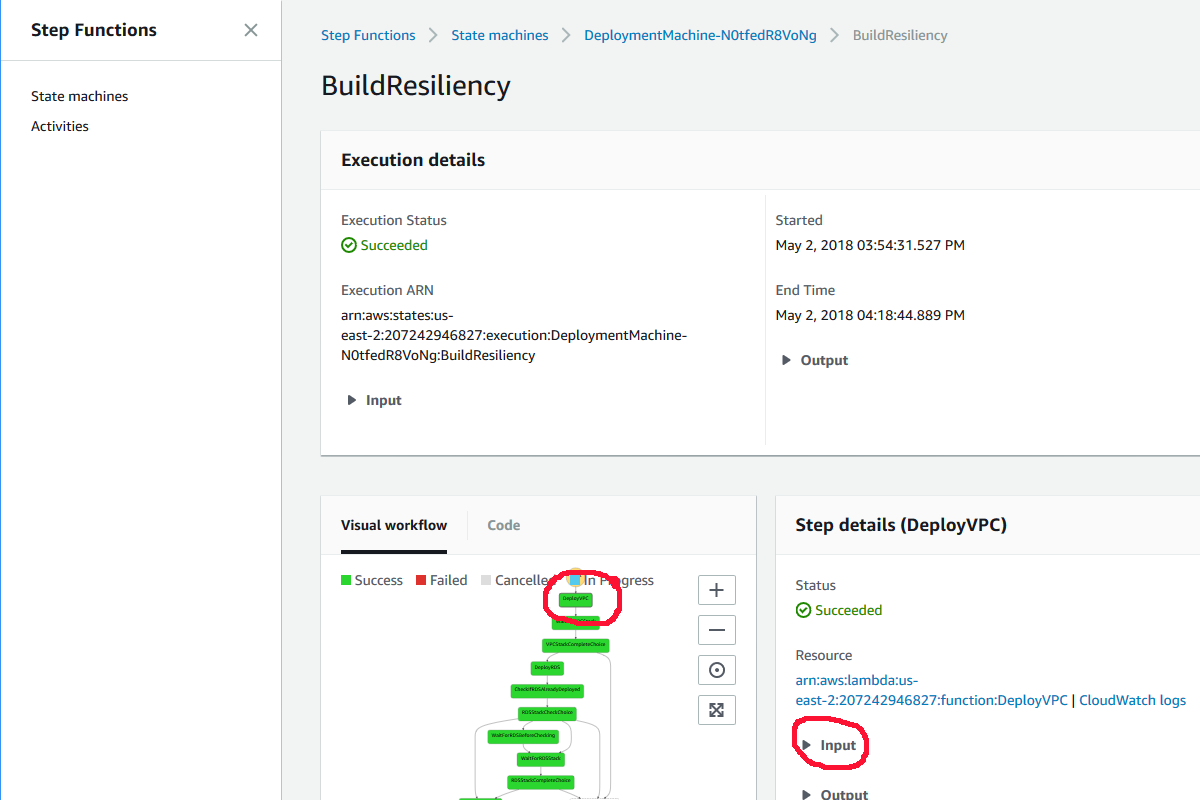 Step Functions
State machines
Activities
Step Functions State machines DeploymentMachine-N0tfedR8VoNg BuildResiliency
BuildResiliency
Execution details
Execution Status
Succeeded
Execution ARN
arn:aws:states:us-
east-2:207242946827:execution:DeploymentMachine-
N0tfedR8VoNg:BuildResiliency
Input
Started
May 2, 2018 03:54:31.527 PM
End Time
May 2, 2018 04:18:44.889 PM
Output
Visual workflow Code
Success Failed Cancelled In Progress
DeployVPC
VPCStackCompleteChoice
DeployRDS
CheckIfRDSAlreadyDeployed
RDSStackCheckChoice
WaitForRDSBeforeChecking
WaitForRDSStack
RDSStackCompleteChoice
Step details (DeployVPC)
Status
Succeeded
Resource
arn:aws:lambda:us-
east-2:207242946827:function:DeployVPC | CloudWatch logs
Input
Output